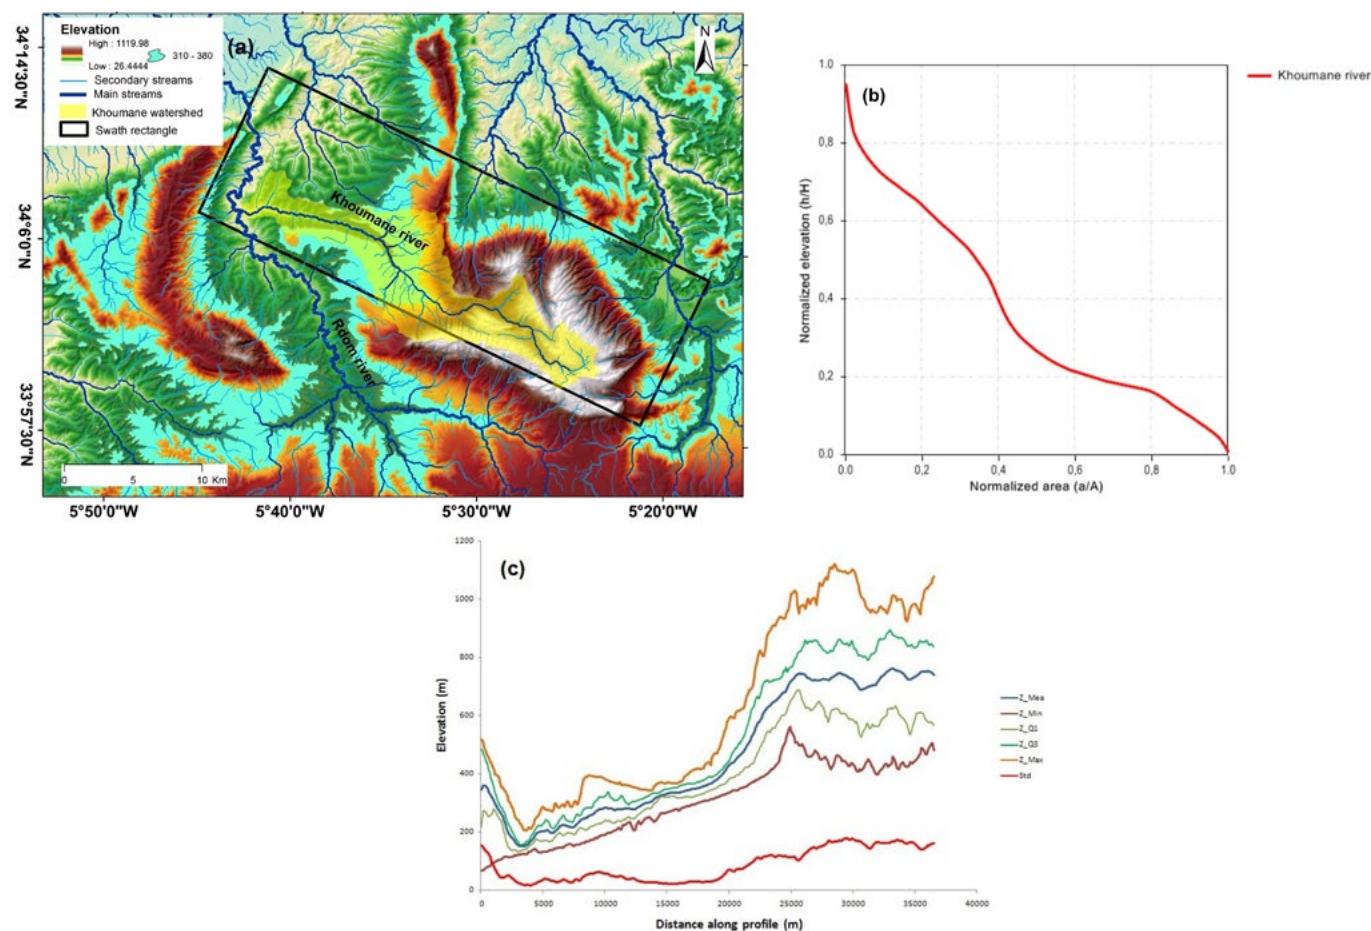 Elevation
High : 1119.98
310 - 380
Low : 26.4444
Secondary streams
Main streams
Khoumane watershed
Swath rectangle
(a)
N
34°14'30"N
34°6'0"N
33°57'30"N
Khoumane river
Rdom river
0 5 10 Km
5°50'0"W 5°40'0"W 5°30'0"W 5°20'0"W
(b)
Khoumane river
Normalized elevation (h/H)
1.0
0,8
0,6
0,4
0,2
0.0
0.0 0,2 0,4 0,6 0,8 1.0
Normalized area (a/A)
(c)
Elevation (m)
1200
1000
800
600
400
200
0
0 5000 10000 15000 20000 25000 30000 35000 40000
Distance along profile (m)
Z_Mea
Z_Min
Z_Q1
Z_Q3
Z_Max
Std